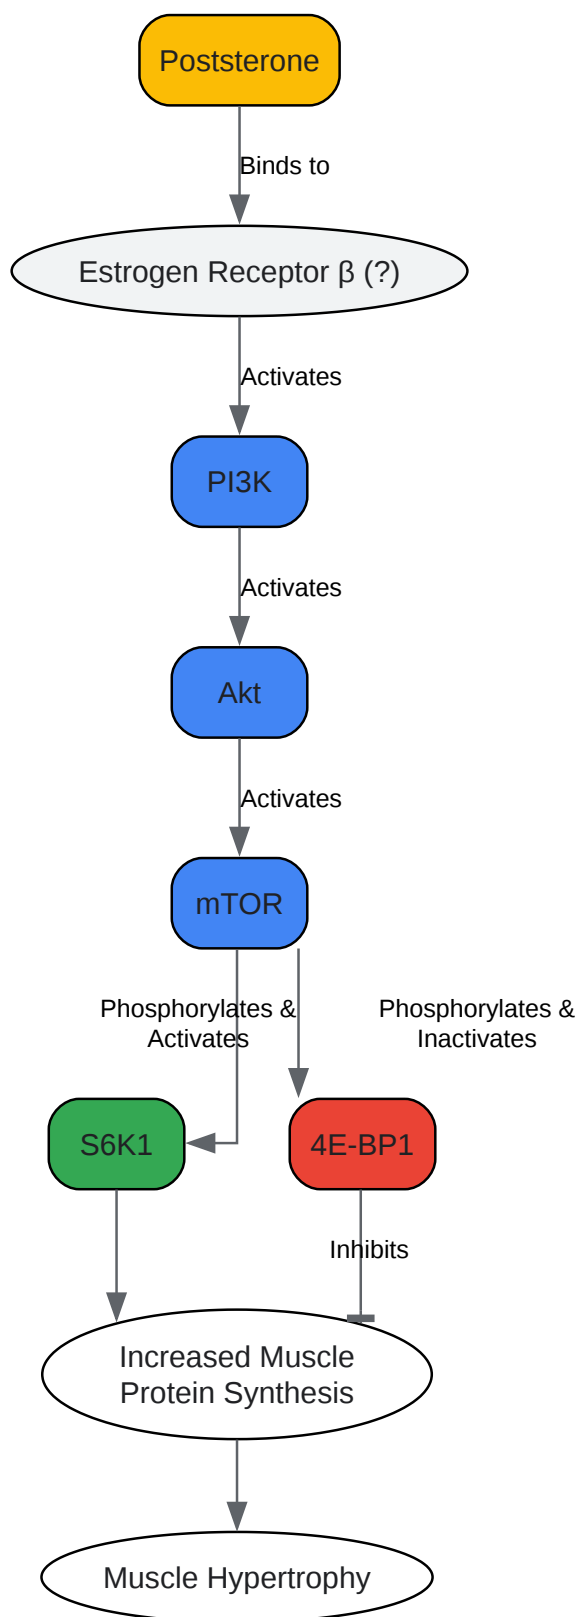 Poststerone
Binds to
Estrogen Receptor β (?)
Activates
PI3K
Activates
Akt
Activates
mTOR
Phosphorylates &
Activates
Phosphorylates &
Inactivates
S6K1
4E-BP1
Inhibits
Increased Muscle
Protein Synthesis
Muscle Hypertrophy